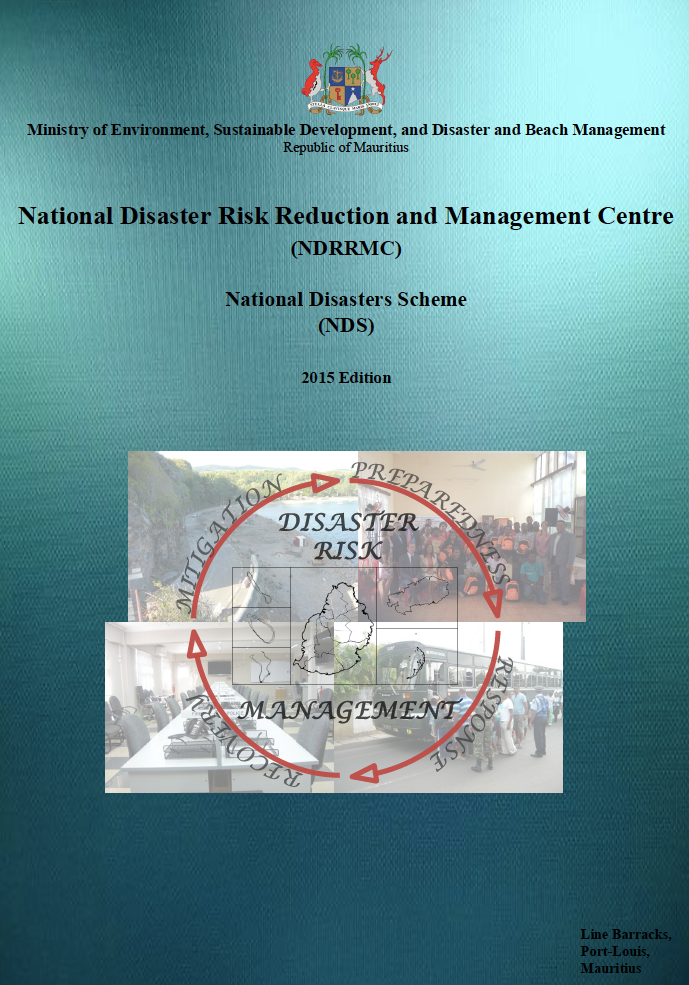 Ministry of Environment, Sustainable Development, and Disaster and Beach Management
Republic of Mauritius
National Disaster Risk Reduction and Management Centre
(NDRRMC)
National Disasters Scheme
(NDS)
2015 Edition
MITIGATION
PREPAREDNESS
DISASTER
RISK
MANAGEMENT
RESPONSE
RECOVERY
Line Barracks,
Port-Louis,
Mauritius